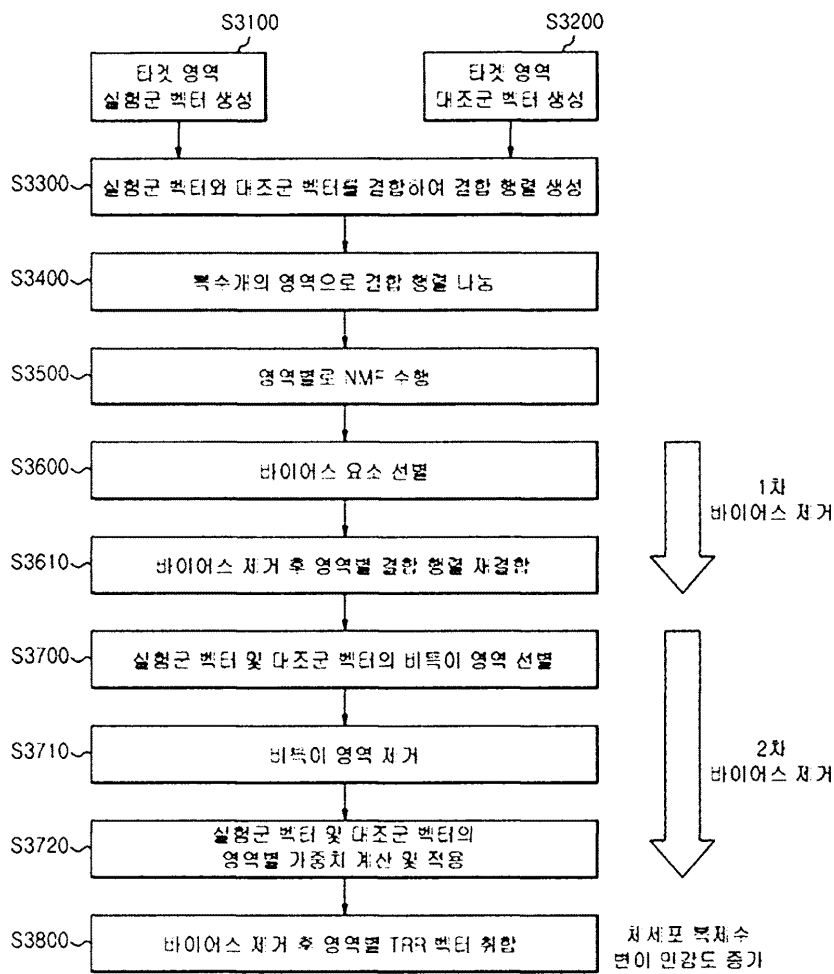 S3100
S3200
타겟 영역
실험군 벡터 생성
타겟 영역
대조군 벡터 생성
S3300
실험군 벡터와 대조군 벡터를 결합하여 결합 행렬 생성
S3400
복수개의 영역으로 결합 행렬 나눔
S3500
영역별로 NMF 수행
S3600
바이어스 요소 선별
1차
바이어스 제거
S3610
바이어스 제거 후 영역별 결합 행렬 재결합
S3700
실험군 벡터 및 대조군 벡터의 비특이 영역 선별
S3710
비특이 영역 제거
2차
바이어스 제거
S3720
실험군 벡터 및 대조군 벡터의
영역별 가중치 계산 및 적용
S3800
바이어스 제거 후 영역별 TRR 벡터 취합
체세포 복제수
변이 민감도 증가